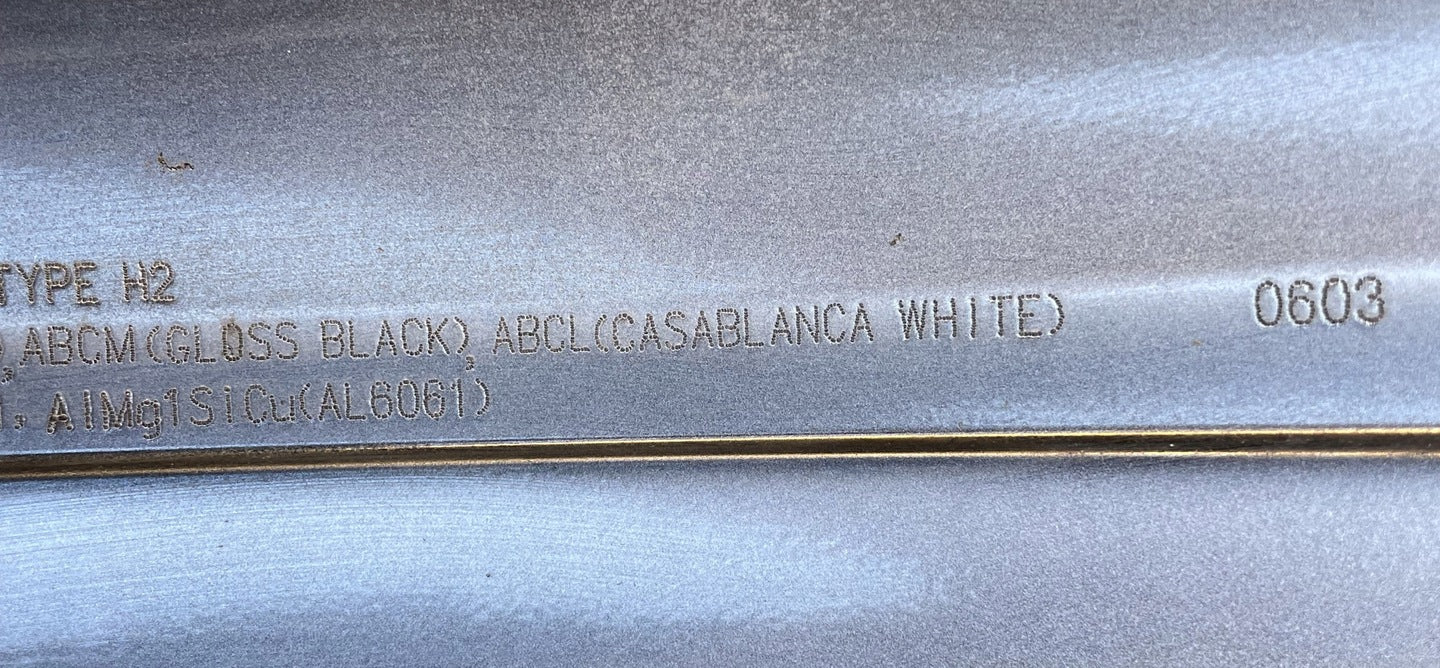 TYPE H2
),ABCM(GLOSS BLACK),ABCL(CASABLANCA WHITE) 0603
, AlMg1SiCu(AL6061)